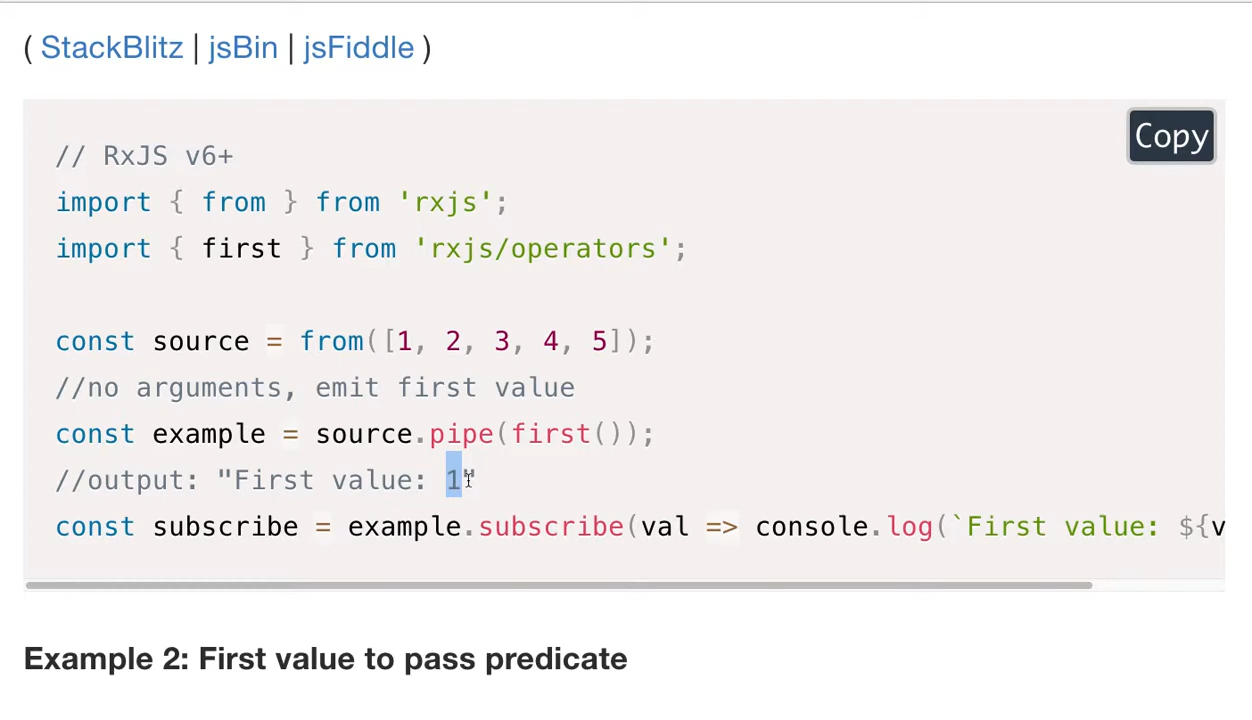 ( StackBlitz | jsBin | jsFiddle )
Copy
// RxJS v6+
import { from } from 'rxjs';
import { first } from 'rxjs/operators';
const source = from([1, 2, 3, 4, 5]);
//no arguments, emit first value
const example = source.pipe(first());
//output: "First value: 1"
const subscribe = example.subscribe(val => console.log(`First value: ${v
Example 2: First value to pass predicate